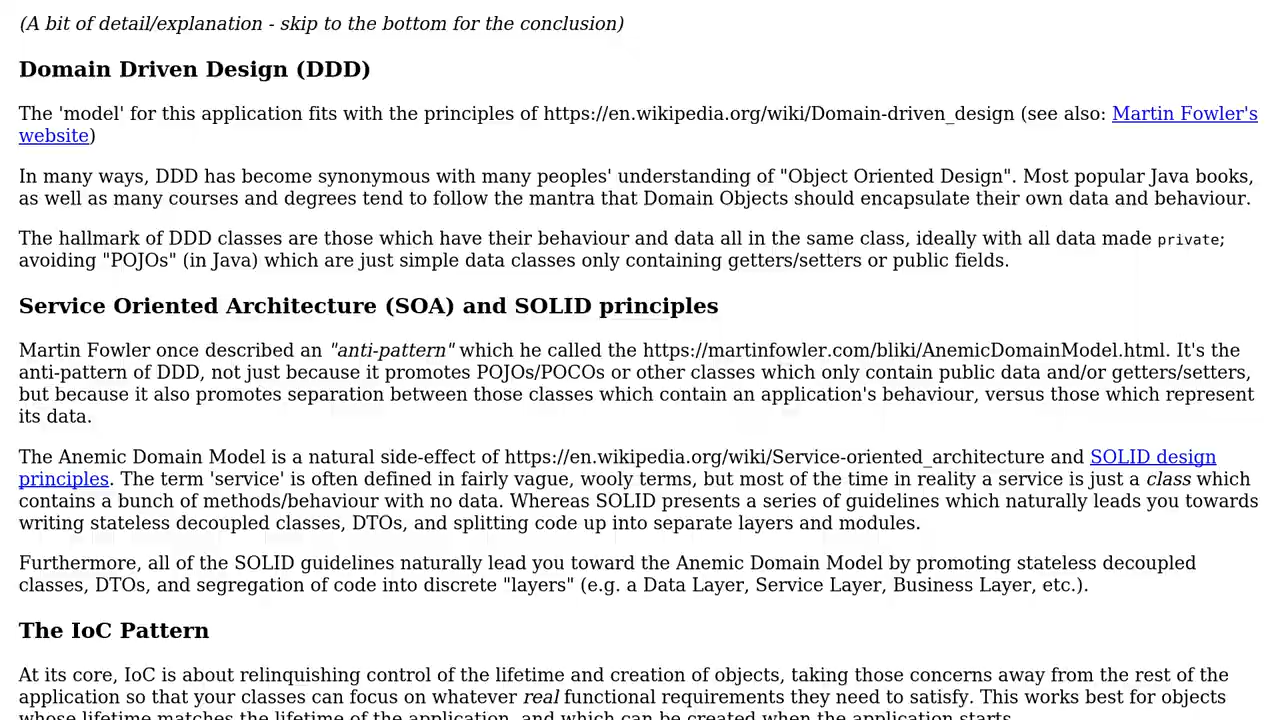 (A bit of detail/explanation - skip to the bottom for the conclusion)
Domain Driven Design (DDD)
The 'model' for this application fits with the principles of https://en.wikipedia.org/wiki/Domain-driven_design (see also: Martin Fowler's
website)
In many ways, DDD has become synonymous with many peoples' understanding of "Object Oriented Design". Most popular Java books,
as well as many courses and degrees tend to follow the mantra that Domain Objects should encapsulate their own data and behaviour.
The hallmark of DDD classes are those which have their behaviour and data all in the same class, ideally with all data made private;
avoiding "POJOs" (in Java) which are just simple data classes only containing getters/setters or public fields.
Service Oriented Architecture (SOA) and SOLID principles
Martin Fowler once described an "anti-pattern" which he called the https://martinfowler.com/bliki/AnemicDomainModel.html. It's the
anti-pattern of DDD, not just because it promotes POJOs/POCOs or other classes which only contain public data and/or getters/setters,
but because it also promotes separation between those classes which contain an application's behaviour, versus those which represent
its data.
The Anemic Domain Model is a natural side-effect of https://en.wikipedia.org/wiki/Service-oriented_architecture and SOLID design
principles. The term 'service' is often defined in fairly vague, wooly terms, but most of the time in reality a service is just a class which
contains a bunch of methods/behaviour with no data. Whereas SOLID presents a series of guidelines which naturally leads you towards
writing stateless decoupled classes, DTOs, and splitting code up into separate layers and modules.
Furthermore, all of the SOLID guidelines naturally lead you toward the Anemic Domain Model by promoting stateless decoupled
classes, DTOs, and segregation of code into discrete "layers" (e.g. a Data Layer, Service Layer, Business Layer, etc.).
The IoC Pattern
At its core, IoC is about relinquishing control of the lifetime and creation of objects, taking those concerns away from the rest of the
application so that your classes can focus on whatever real functional requirements they need to satisfy. This works best for objects
whose lifetime matches the lifetime of the application, and which can be created when the application starts.